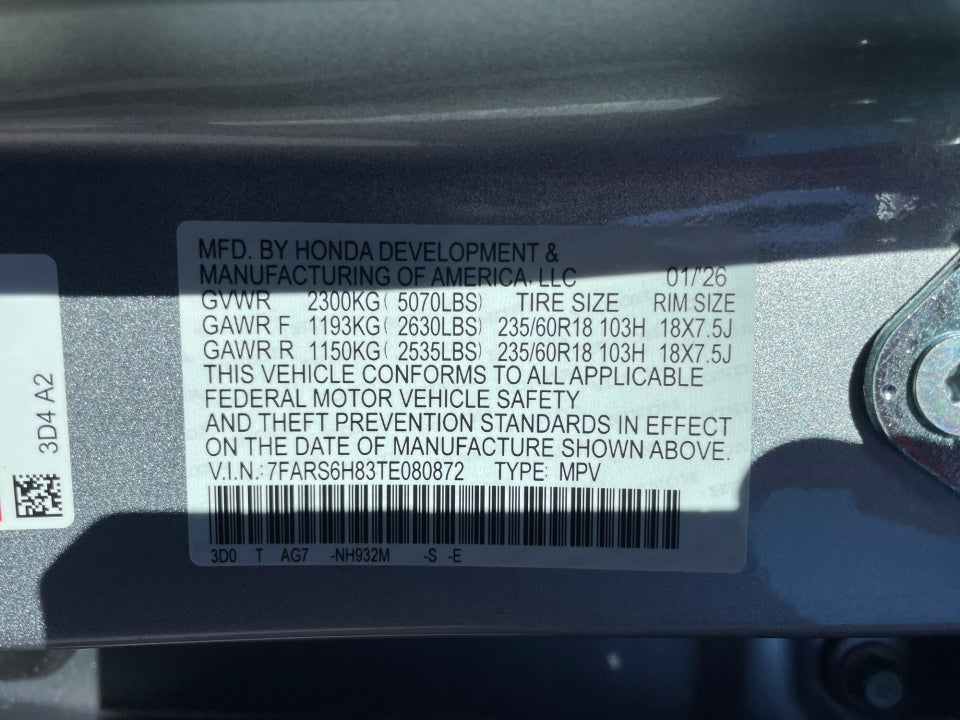 MFD. BY HONDA DEVELOPMENT &
MANUFACTURING OF AMERICA, LLC 01/'26
GVWR 2300KG( 5070LBS) TIRE SIZE RIM SIZE
GAWR F 1193KG( 2630LBS) 235/60R18 103H 18X7.5J
GAWR R 1150KG( 2535LBS) 235/60R18 103H 18X7.5J
THIS VEHICLE CONFORMS TO ALL APPLICABLE
FEDERAL MOTOR VEHICLE SAFETY
AND THEFT PREVENTION STANDARDS IN EFFECT
ON THE DATE OF MANUFACTURE SHOWN ABOVE.
V.I.N.: 7FARS6H83TE080872 TYPE: MPV
3D0 T AG7 -NH932M -S -E
3D4 A2